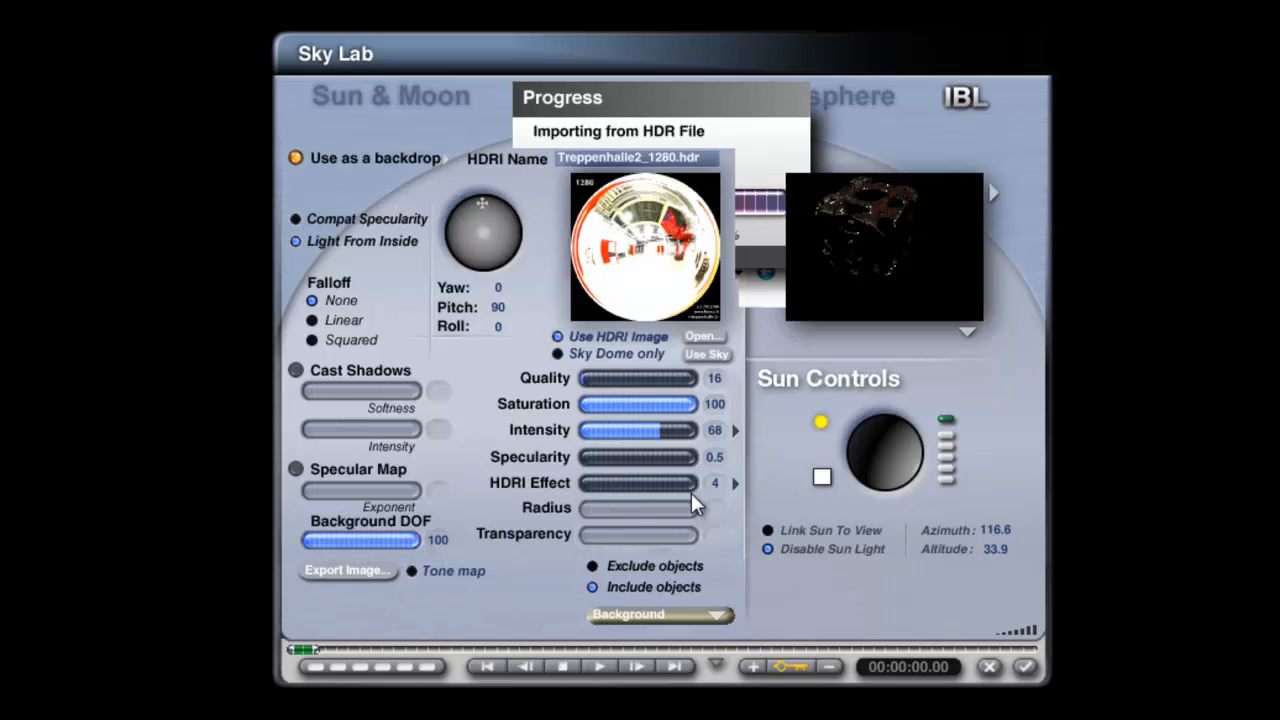 Sky Lab
Sun & Moon
sphere
IBL
Progress
Importing from HDR File
Use as a backdrop
HDRI Name
Treppenhalle2_1280.hdr
1280
Compat Specularity
Light From Inside
Falloff
None
Linear
Squared
Yaw: 0
Pitch: 90
Roll: 0
Use HDRI Image
Open...
Sky Dome only
Use Sky
Cast Shadows
Softness
Intensity
Specular Map
Exponent
Background DOF
100
Export Image...
Tone map
Quality 16
Saturation 100
Intensity 68
Specularity 0.5
HDRI Effect 4
Radius
Transparency
Exclude objects
Include objects
Background
Sun Controls
Link Sun To View
Disable Sun Light
Azimuth: 116.6
Altitude: 33.9
00:00:00.00